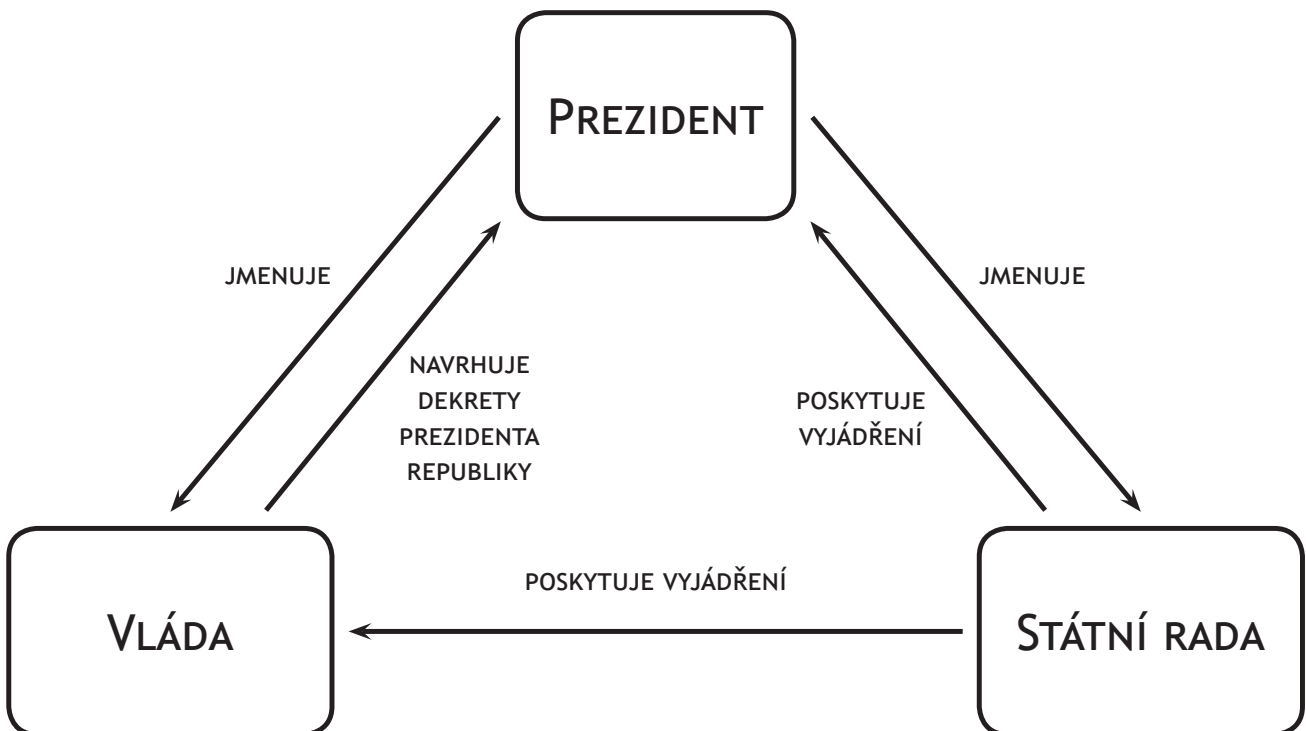 PREZIDENT
JMENUJE
JMENUJE
NAVRHUJE
DEKRETY
PREZIDENTA
REPUBLIKY
POSKYTUJE
VYJÁDŘENÍ
POSKYTUJE VYJÁDŘENÍ
VLÁDA
STÁTNÍ RADA